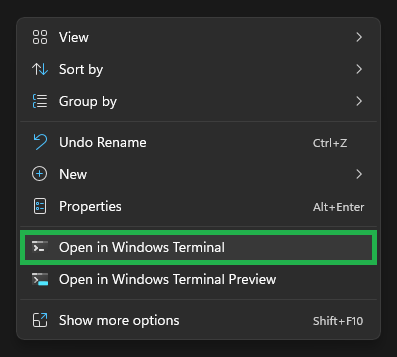 View
Sort by
Group by
Undo Rename Ctrl+Z
New
Properties Alt+Enter
Open in Windows Terminal
Open in Windows Terminal Preview
Show more options Shift+F10